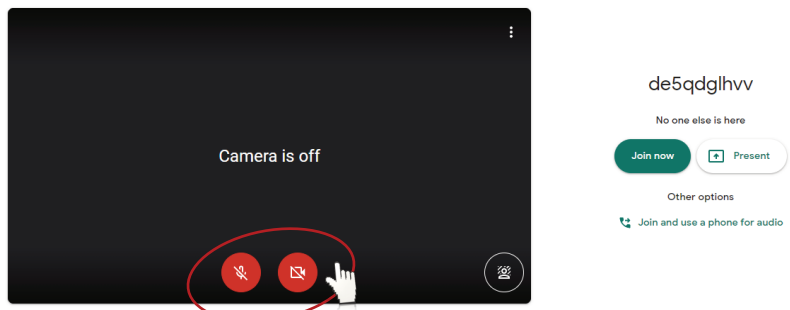 Camera is off
de5qdglhvv
No one else is here
Join now
Present
Other options
Join and use a phone for audio